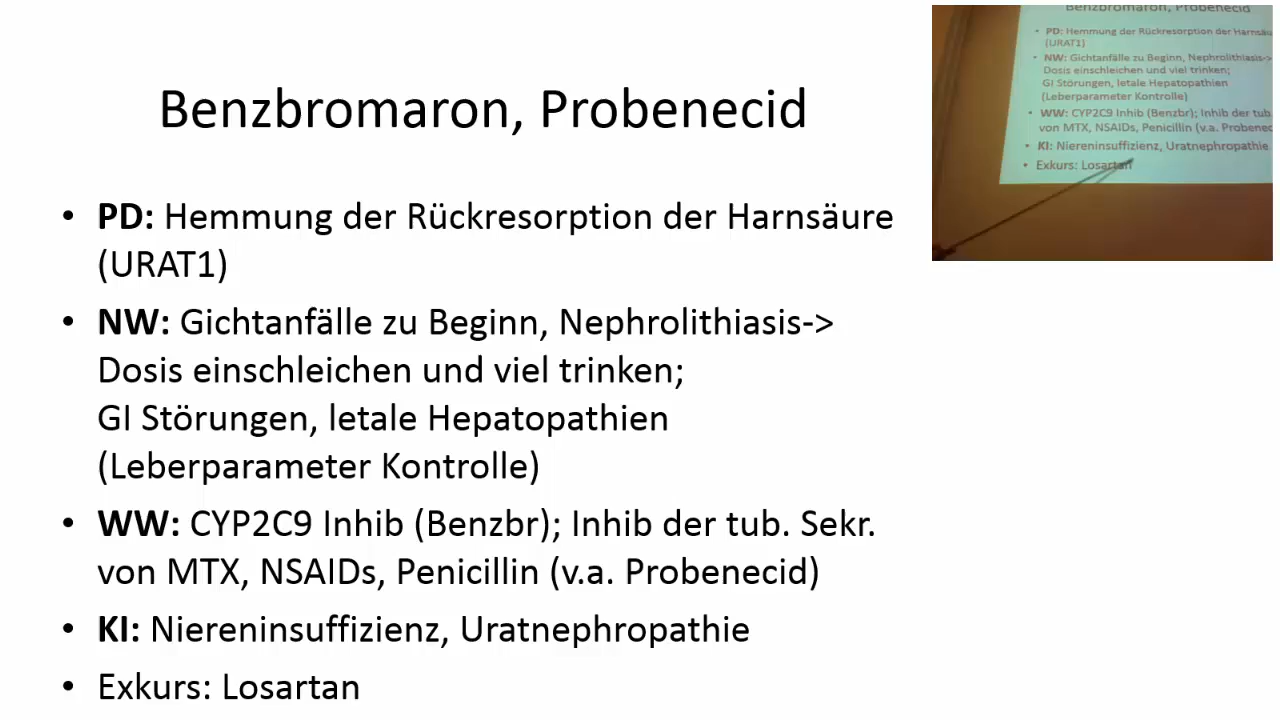 Benzbromaron, Probenecid
• PD: Hemmung der Rückresorption der Harnsäure
(URAT1)
• NW: Gichtanfälle zu Beginn, Nephrolithiasis->
Dosis einschleichen und viel trinken;
GI Störungen, letale Hepatopathien
(Leberparameter Kontrolle)
• WW: CYP2C9 Inhib (Benzbr); Inhib der tub. Sekr.
von MTX, NSAIDs, Penicillin (v.a. Probenecid)
• KI: Niereninsuffizienz, Uratnephropathie
• Exkurs: Losartan
Benzbromaron, Probenecid
• PD: Hemmung der Rückresorption der Harnsäu
(URAT1)
• NW: Gichtanfälle zu Beginn, Nephrolithiasis->
Dosis einschleichen und viel trinken;
GI Störungen, letale Hepatopathien
(Leberparameter Kontrolle)
• WW: CYP2C9 Inhib (Benzbr); Inhib der tub.
von MTX, NSAIDs, Penicillin (v.a. Probenec
• KI: Niereninsuffizienz, Uratnephropathie
• Exkurs: Losartan